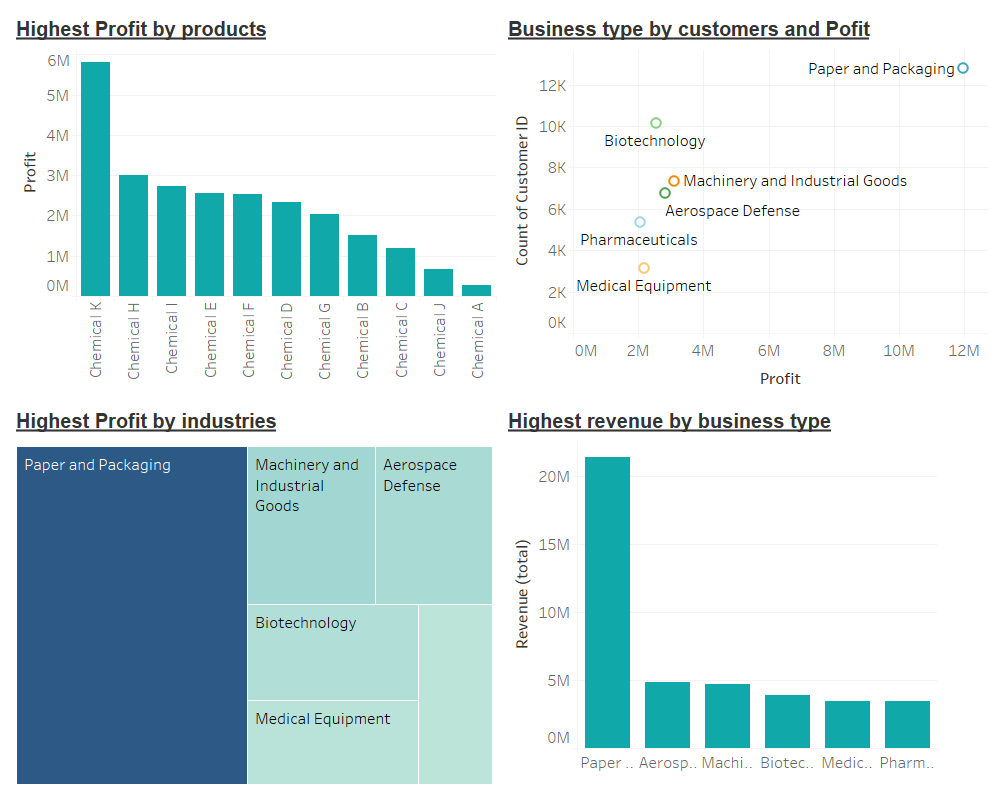 Highest Profit by products
6M
5M
4M
3M
2M
1M
0M
Profit
Chemical K
Chemical H
Chemical I
Chemical E
Chemical F
Chemical D
Chemical G
Chemical B
Chemical C
Chemical J
Chemical A
Business type by customers and Pofit
12K
10K
8K
6K
4K
2K
0K
Count of Customer ID
Paper and Packaging
Biotechnology
Machinery and Industrial Goods
Aerospace Defense
Pharmaceuticals
Medical Equipment
0M
2M
4M
6M
8M
10M
12M
Profit
Highest Profit by industries
Paper and Packaging
Machinery and
Industrial
Goods
Aerospace
Defense
Biotechnology
Medical Equipment
Highest revenue by business type
20M
15M
10M
5M
0M
Revenue (total)
Paper ..
Aerosp..
Machi..
Biotec..
Medic..
Pharm..